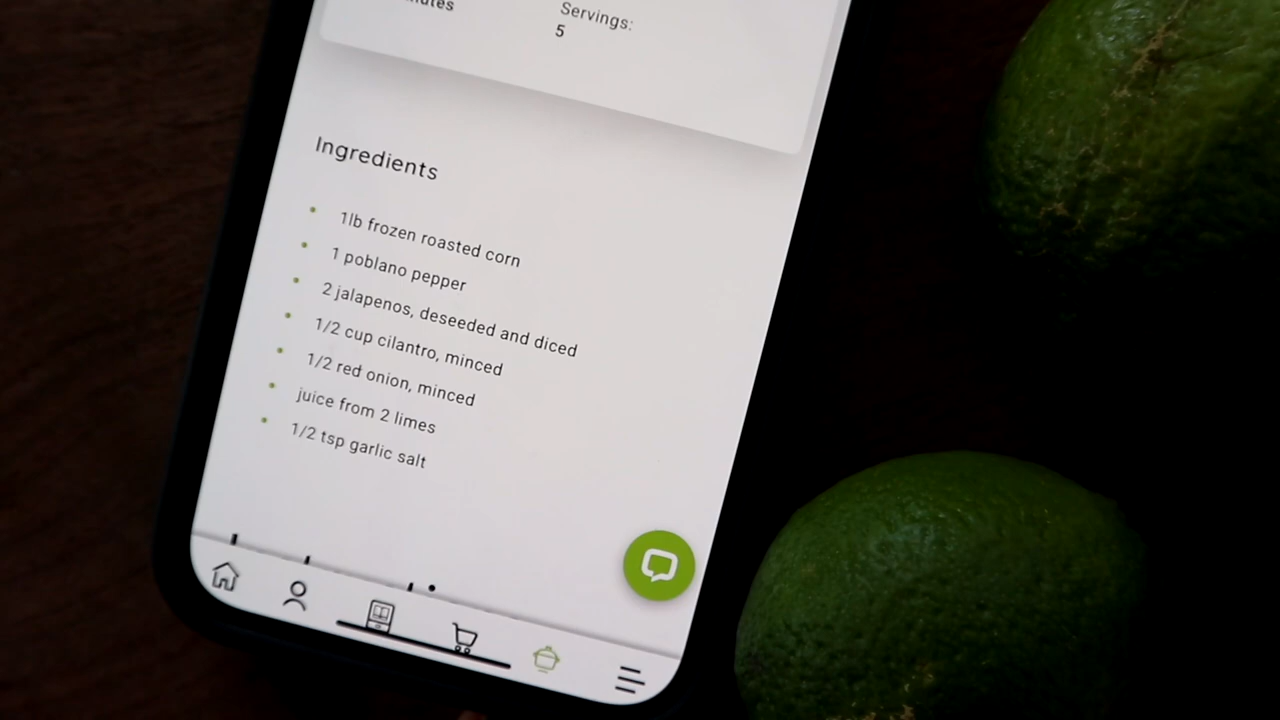 Servings:
5
Ingredients
1lb frozen roasted corn
1 poblano pepper
2 jalapenos, deseeded and diced
1/2 cup cilantro, minced
1/2 red onion, minced
juice from 2 limes
1/2 tsp garlic salt